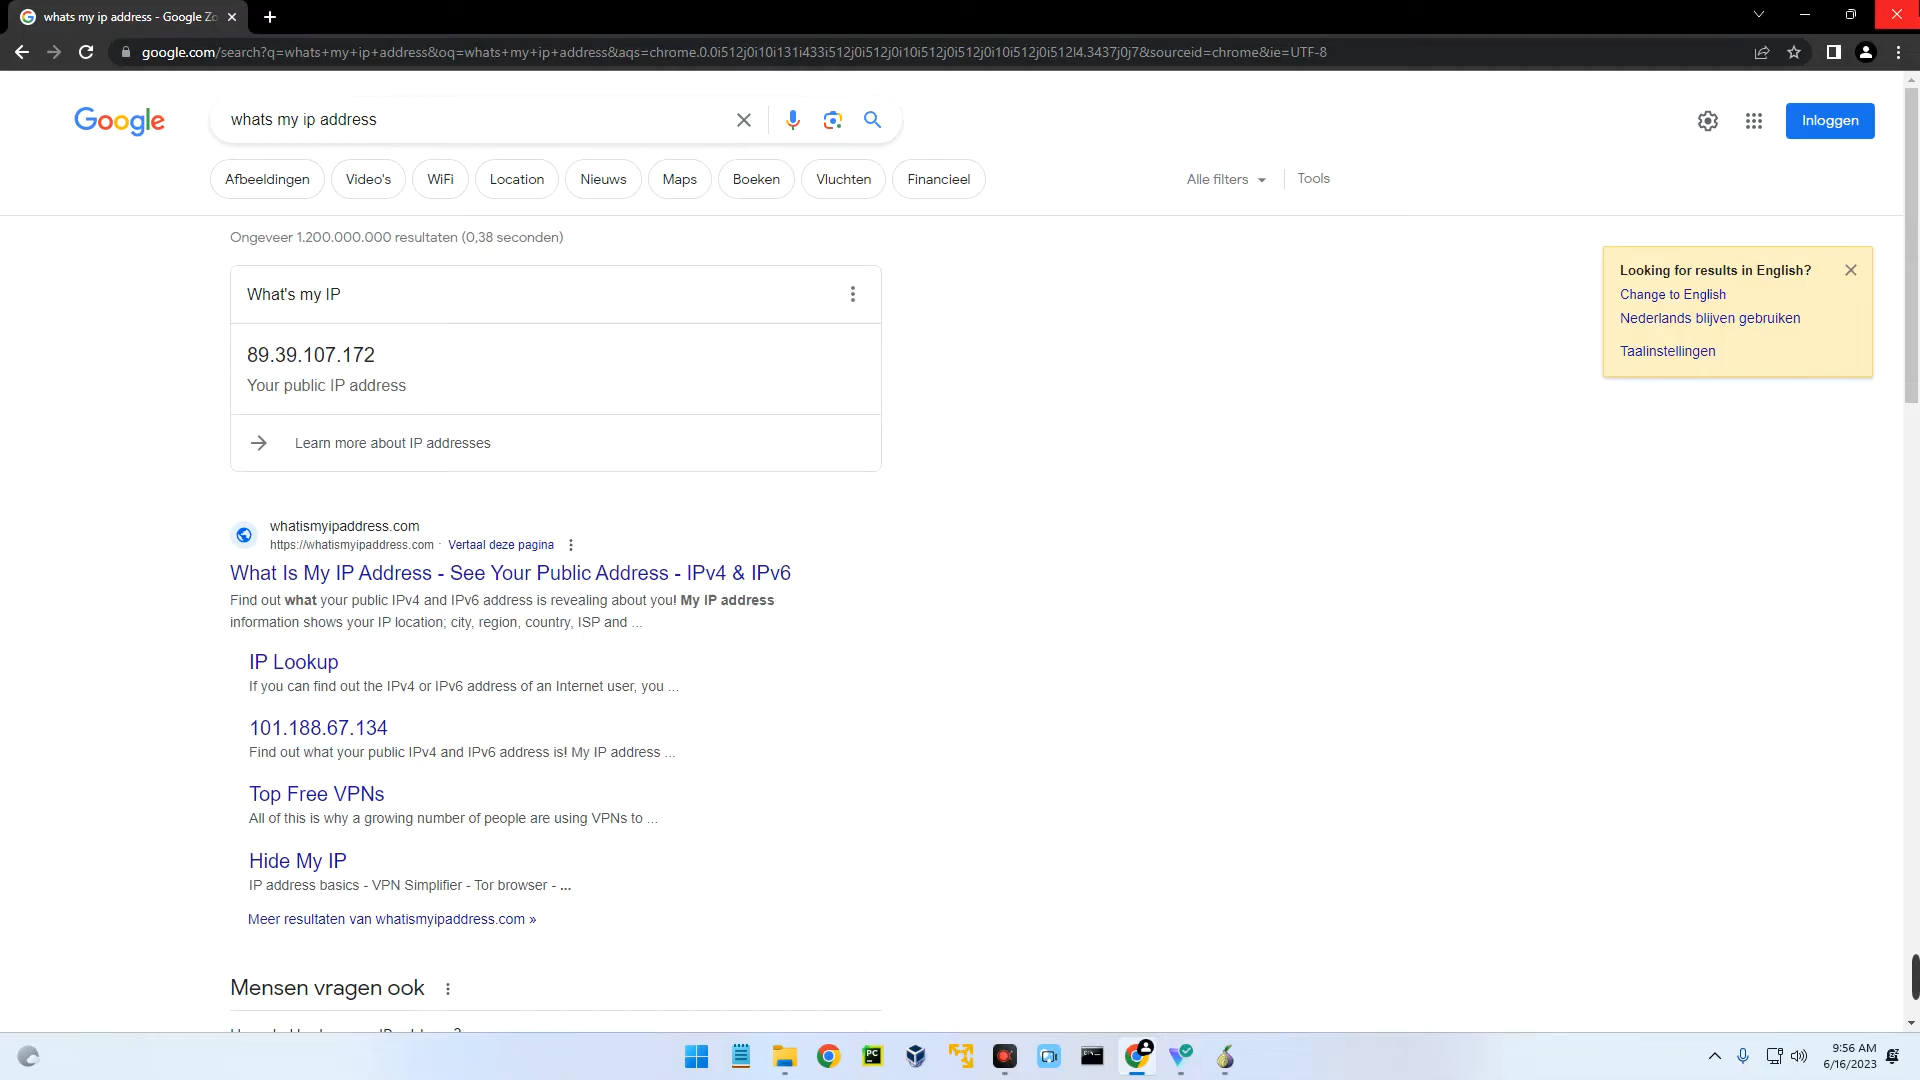 whats my ip address - Google Zo
google.com/search?q=whats+my+ip+address&oq=whats+my+ip+address&aqs=chrome.0.0i512j0i10i131i433i512j0i512j0i10i512j0i512j0i10i512j0i512l4.3437j0j7&sourceid=chrome&ie=UTF-8
Google
whats my ip address
Inloggen
Afbeeldingen
Video's
WiFi
Location
Nieuws
Maps
Boeken
Vluchten
Financieel
Alle filters
Tools
Ongeveer 1.200.000.000 resultaten (0,38 seconden)
Looking for results in English?
Change to English
Nederlands blijven gebruiken
Taalinstellingen
What's my IP
89.39.107.172
Your public IP address
Learn more about IP addresses
whatismyipaddress.com
https://whatismyipaddress.com · Vertaal deze pagina
What Is My IP Address - See Your Public Address - IPv4 & IPv6
Find out what your public IPv4 and IPv6 address is revealing about you! My IP address
information shows your IP location; city, region, country, ISP and ...
IP Lookup
If you can find out the IPv4 or IPv6 address of an Internet user, you ...
101.188.67.134
Find out what your public IPv4 and IPv6 address is! My IP address ...
Top Free VPNs
All of this is why a growing number of people are using VPNs to ...
Hide My IP
IP address basics - VPN Simplifier - Tor browser - ...
Meer resultaten van whatismyipaddress.com »
Mensen vragen ook
PC
9:56 AM
6/16/2023